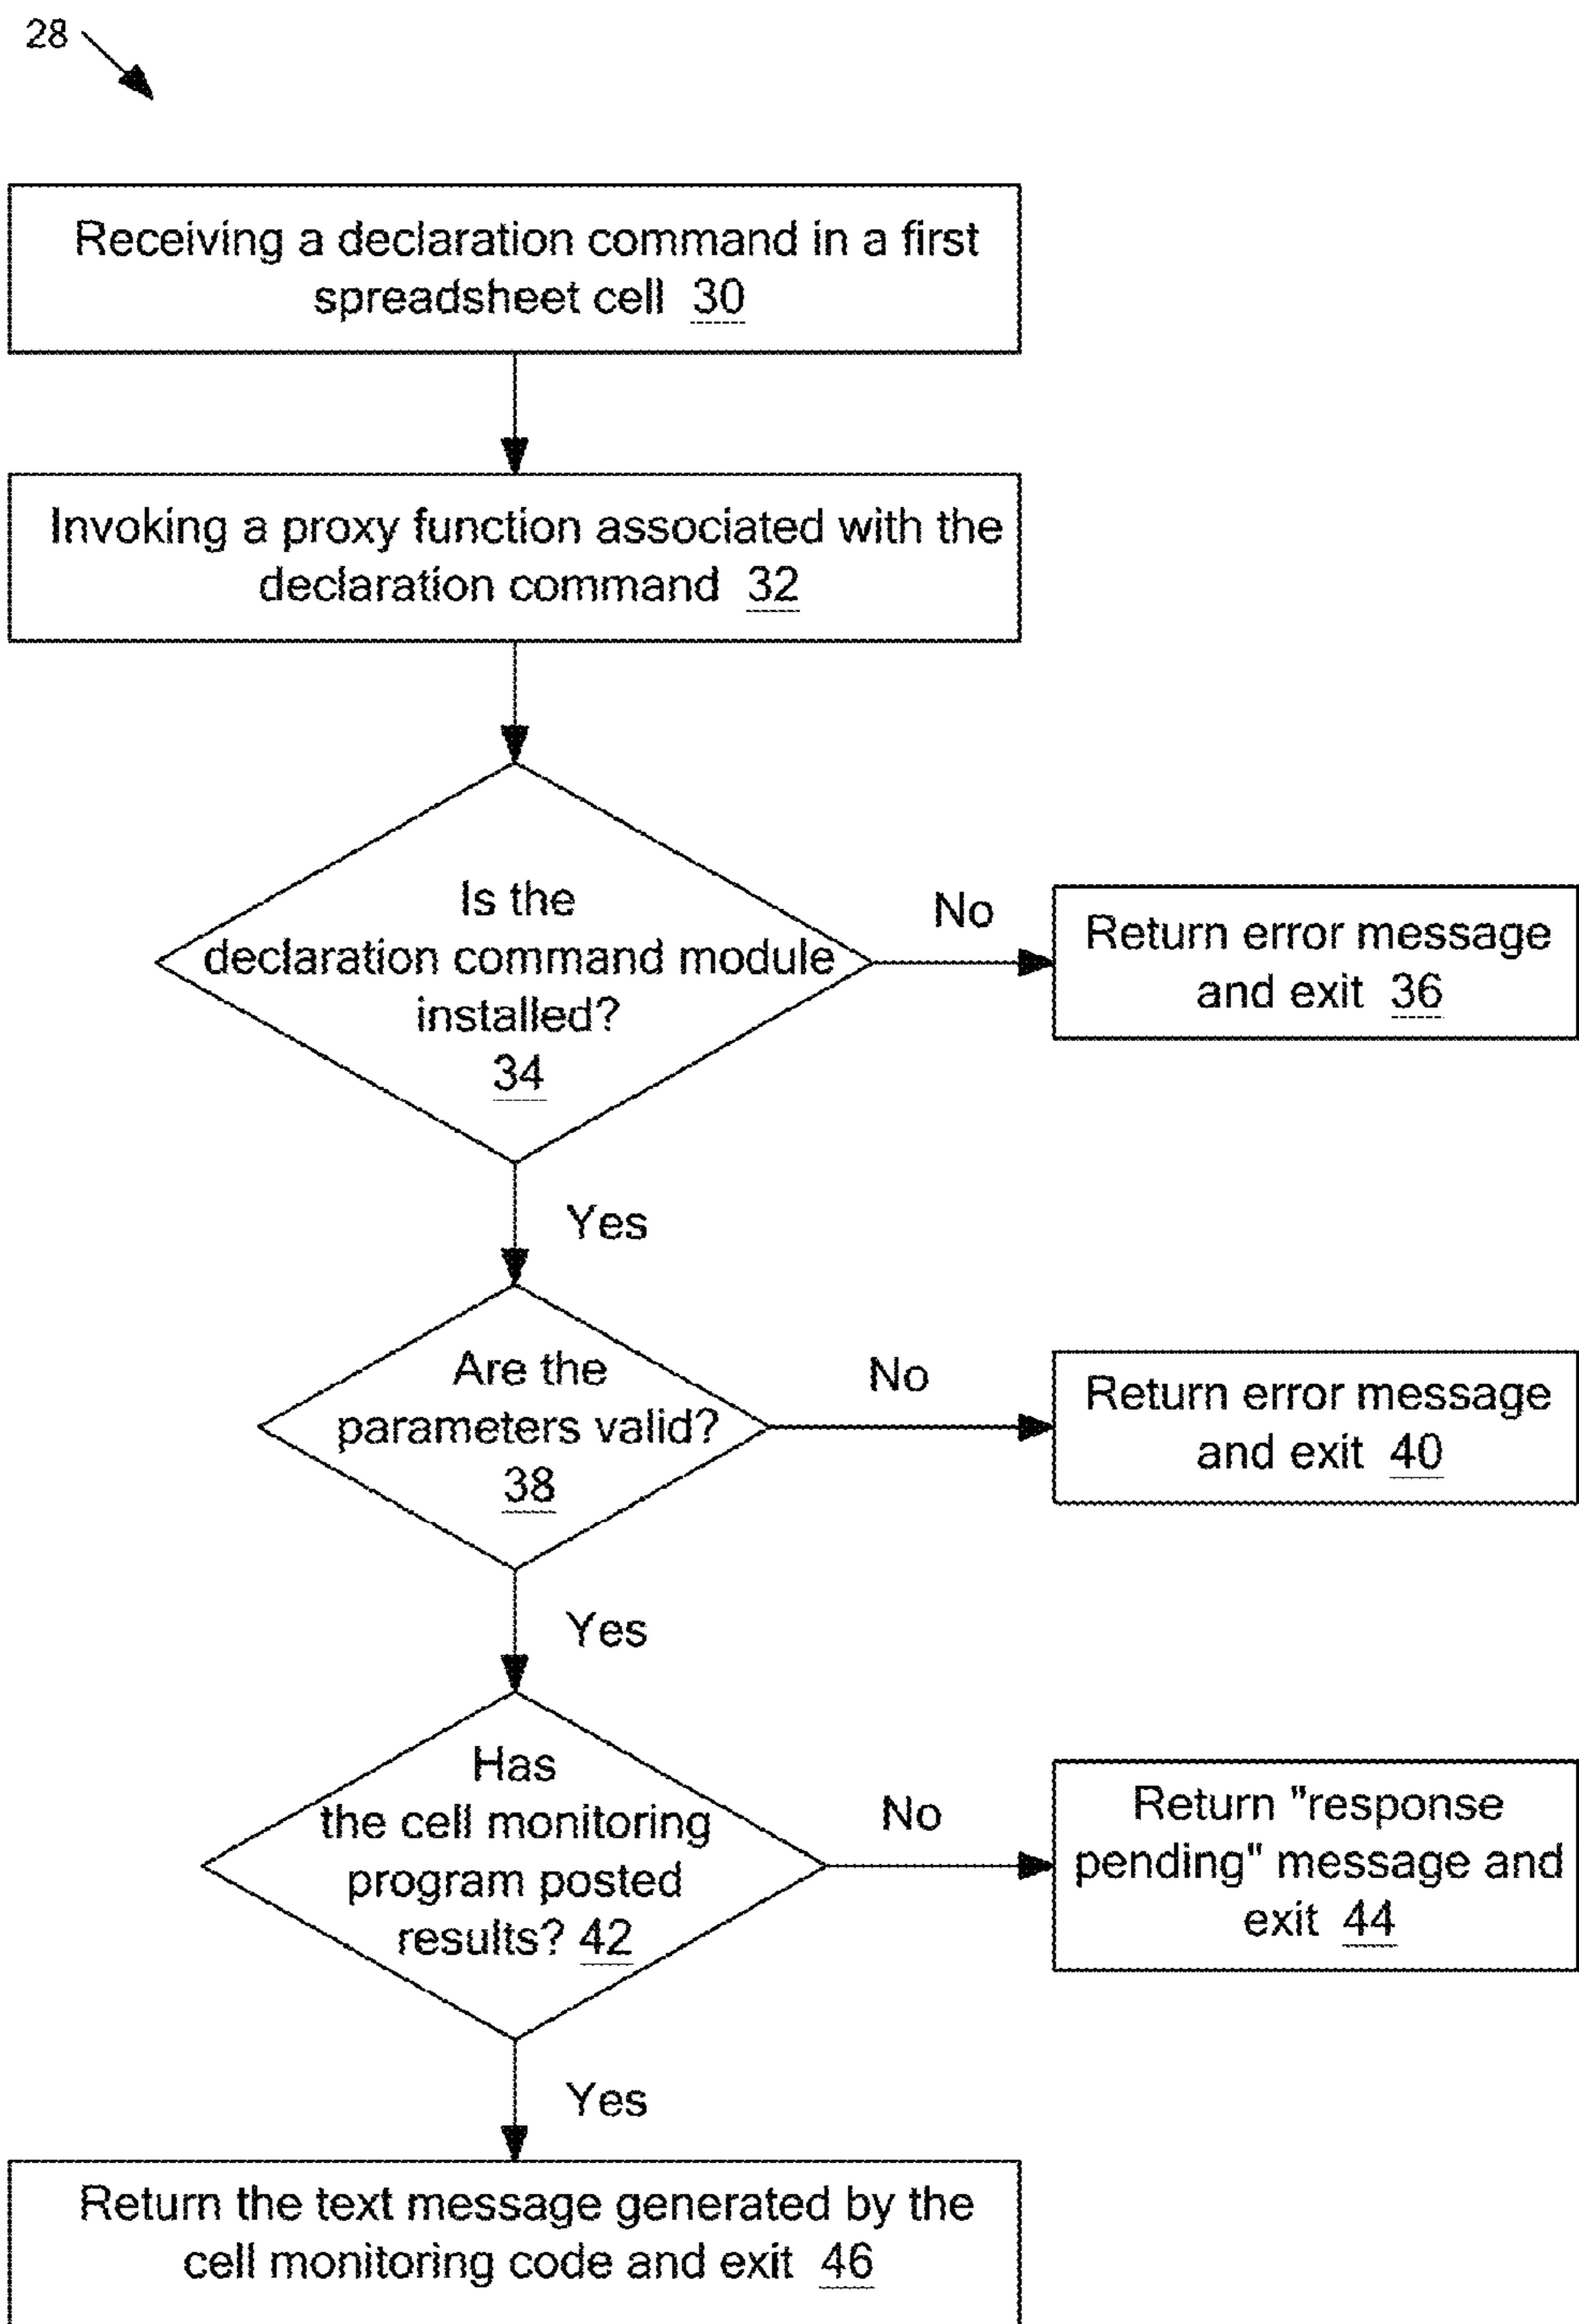 28
Receiving a declaration command in a first
spreadsheet cell 30
Invoking a proxy function associated with the
declaration command 32
Is the
declaration command module
installed?
34
No
Return error message
and exit 36
Yes
Are the
parameters valid?
38
No
Return error message
and exit 40
Yes
Has
the cell monitoring
program posted
results? 42
No
Return "response
pending" message and
exit 44
Yes
Return the text message generated by the
cell monitoring code and exit 46